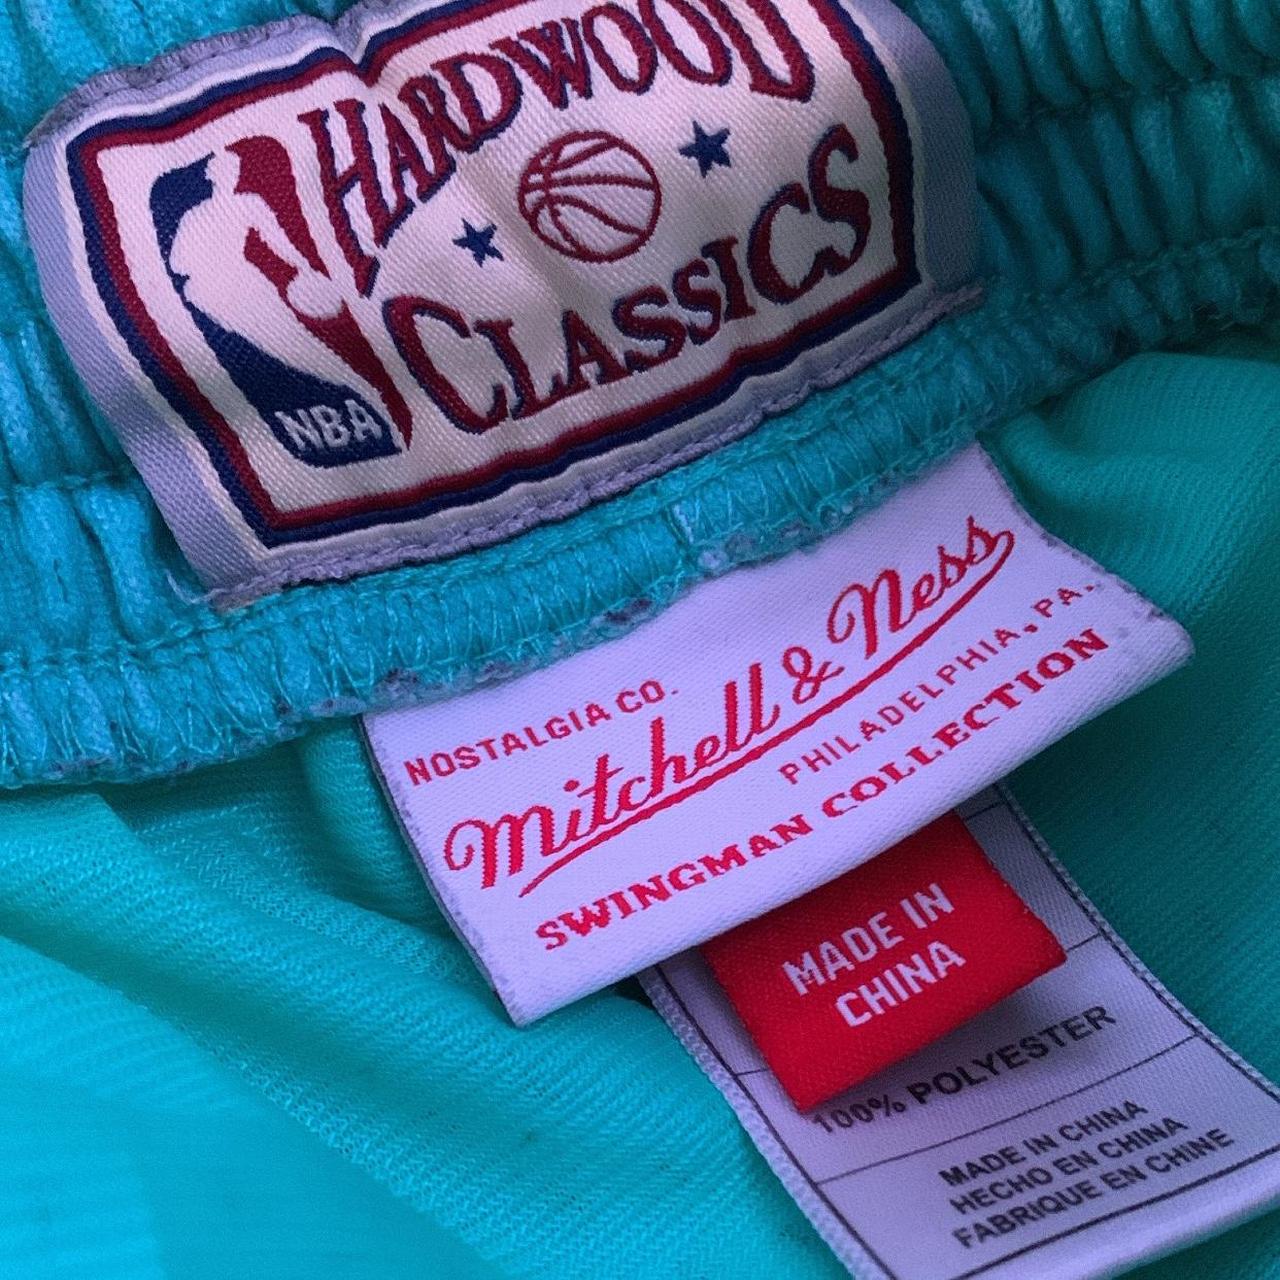 HARDWOOD
CLASSICS
NBA
NOSTALGIA CO.
Mitchell & Ness
PHILADELPHIA, PA.
SWINGMAN COLLECTION
MADE IN
CHINA
100% POLYESTER
MADE IN CHINA
HECHO EN CHINA
FABRIQUE EN CHINE